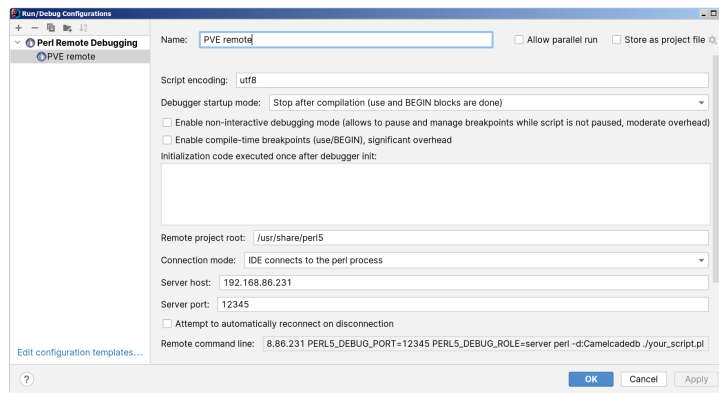 Run/Debug Configurations
Perl Remote Debugging
PVE remote
Name: PVE remote
Allow parallel run
Store as project file
Script encoding: utf8
Debugger startup mode: Stop after compilation (use and BEGIN blocks are done)
Enable non-interactive debugging mode (allows to pause and manage breakpoints while script is not paused, moderate overhead)
Enable compile-time breakpoints (use/BEGIN), significant overhead
Initialization code executed once after debugger init:
Remote project root: /usr/share/perl5
Connection mode: IDE connects to the perl process
Server host: 192.168.86.231
Server port: 12345
Attempt to automatically reconnect on disconnection
Remote command line: 8.86.231 PERL5_DEBUG_PORT=12345 PERL5_DEBUG_ROLE=server perl -d:Camelcadedb ./your_script.pl
Edit configuration templates...
?
OK
Cancel
Apply